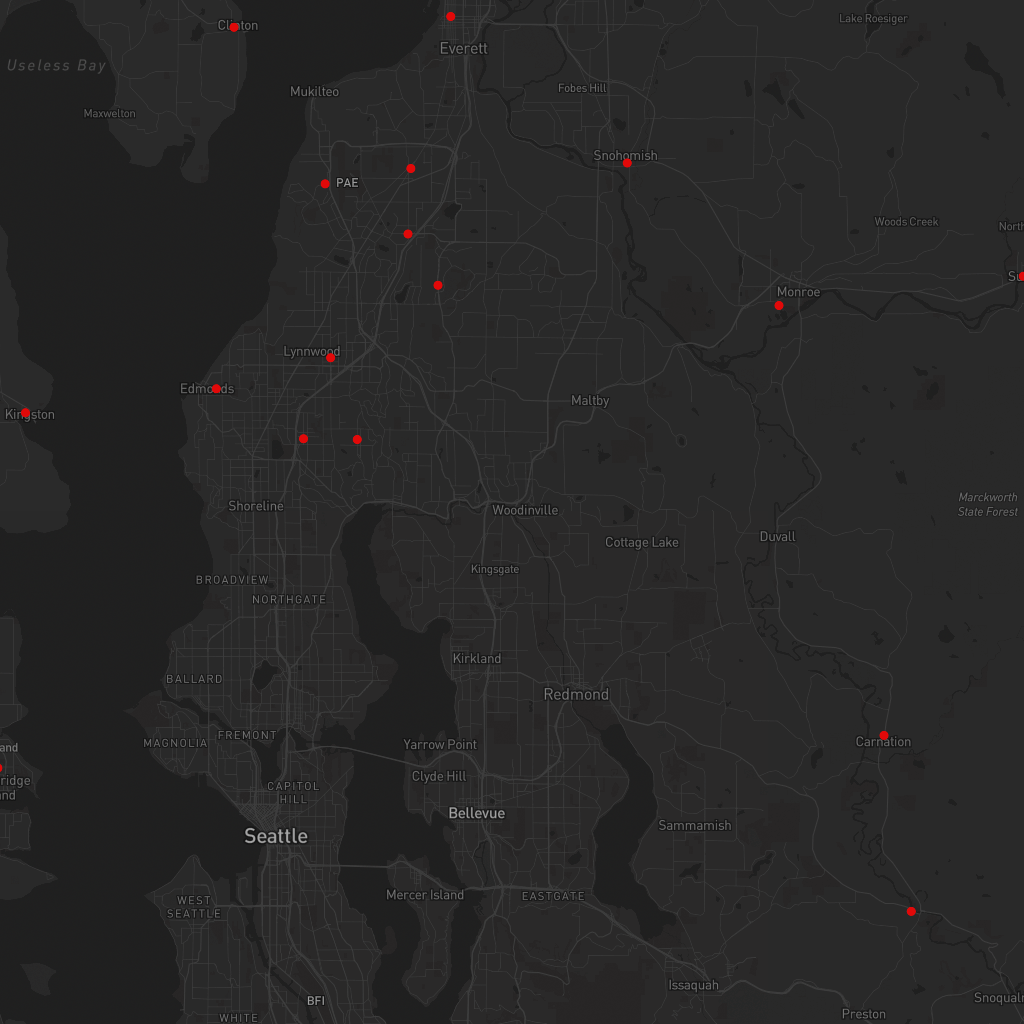 Lake Roesiger
Clinton
Everett
Useless Bay
Fobes Hill
Mukilteo
Maxwelton
Snohomish
PAE
Woods Creek
North
Su
Monroe
Lynnwood
Edmonds
Maltby
Kingston
Marckworth
State Forest
Shoreline
Woodinville
Duvall
Cottage Lake
Kingsgate
BROADVIEW
NORTHGATE
Kirkland
BALLARD
Redmond
FREMONT
MAGNOLIA
Yarrow Point
Carnation
and
ridge
nd
Clyde Hill
CAPITOL
HILL
Bellevue
Sammamish
Seattle
Mercer Island
EASTGATE
WEST
SEATTLE
Issaquah
Snoqualm
BFI
Preston
WHITE